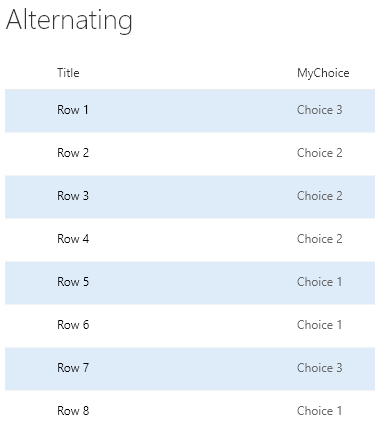 Alternating
Title MyChoice
Row 1 Choice 3
Row 2 Choice 2
Row 3 Choice 2
Row 4 Choice 2
Row 5 Choice 1
Row 6 Choice 1
Row 7 Choice 3
Row 8 Choice 1